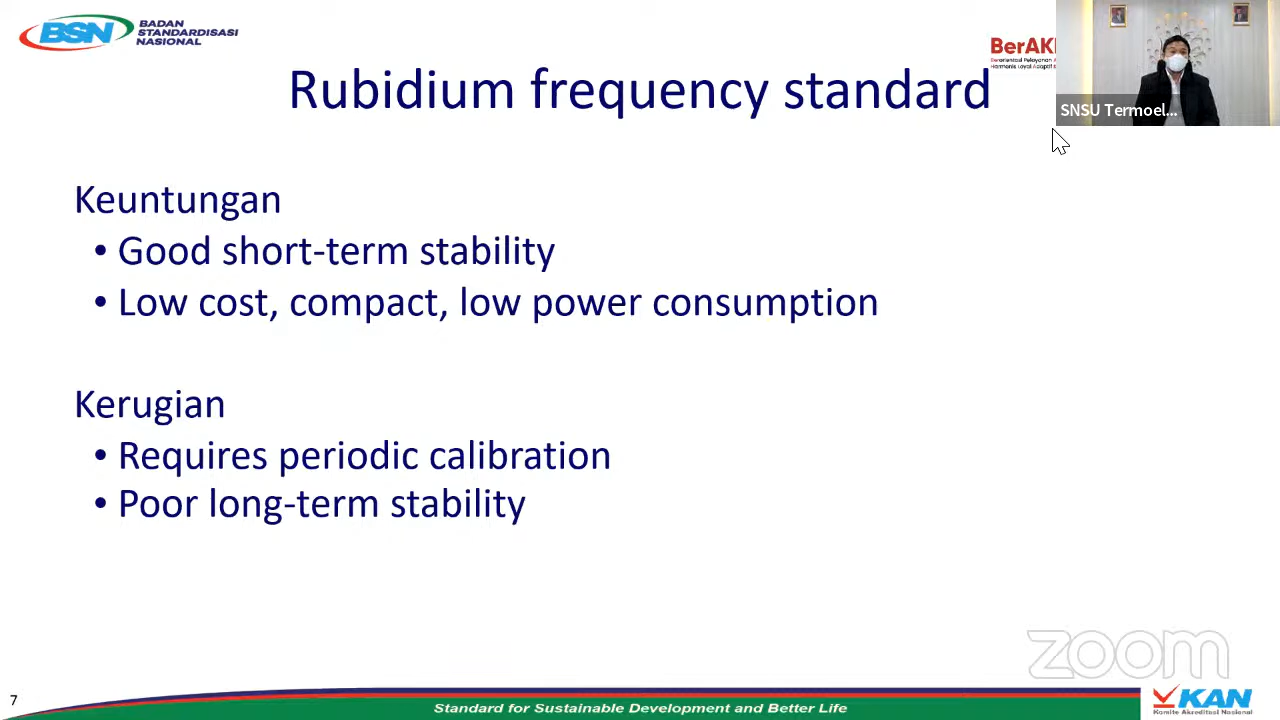 BSN
BADAN
STANDARDISASI
NASIONAL
BerAK
Rubidium frequency standard
SNSU Termoel...
Keuntungan
• Good short-term stability
• Low cost, compact, low power consumption
Kerugian
• Requires periodic calibration
• Poor long-term stability
zoom
7
Standard for Sustainable Development and Better Life
KAN
Komite Akreditasi Nasional